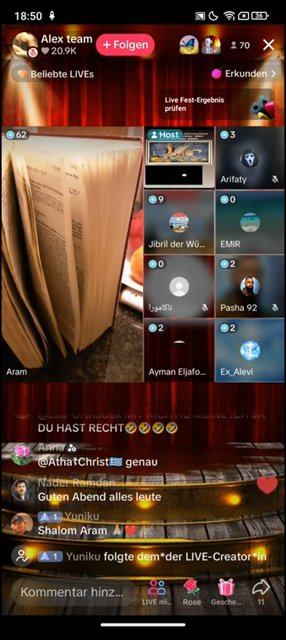 18:50
36
Alex team
20.9K
+ Folgen
70
Beliebte LIVEs
Erkunden >
Live Fest-Ergebnis
prüfen
62
Host
3
Arifaty
9
Jibril der Wü...
0
EMIR
0
ناكامورا
2
Pasha 92
2
Ayman Eljafo...
2
Ex_Alevi
Aram
DU HAST RECHT🤣🤣🤣🤣
Anna
@Atha†Christ🇬🇷 genau
Nader Ramdan
Guten Abend alles leute
1 Yuniku
Shalom Aram 🙏🏻❤️
1 Yuniku folgte dem*der LIVE-Creator*in
Kommentar hinz...
LIVE mi...
Rose
Gesche...
11